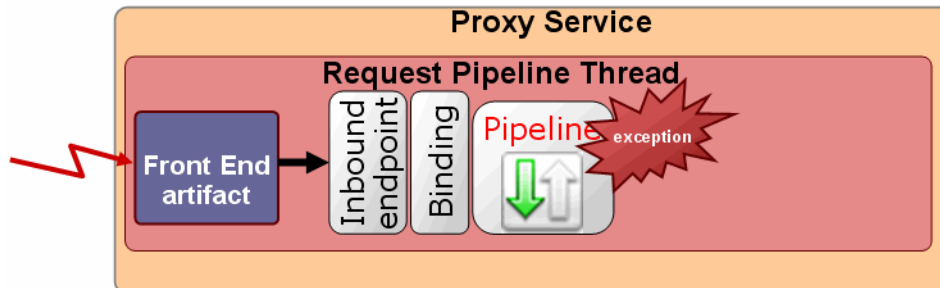 Proxy Service
Request Pipeline Thread
Front End
artifact
Inbound
endpoint
Binding
Pipeline
exception